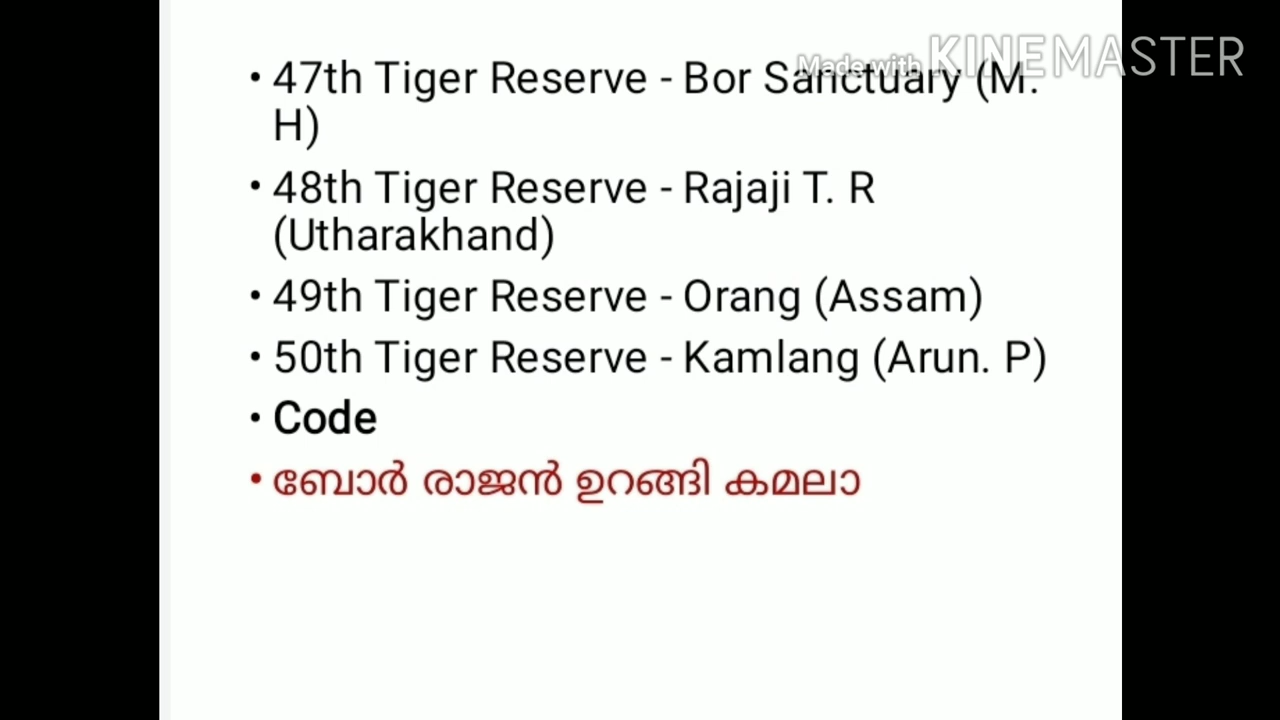 Made with KINEMASTER
• 47th Tiger Reserve - Bor Sanctuary (M.
H)
• 48th Tiger Reserve - Rajaji T. R
(Utharakhand)
• 49th Tiger Reserve - Orang (Assam)
• 50th Tiger Reserve - Kamlang (Arun. P)
• Code
• ബോർ രാജൻ ഉറങ്ങി കമലാ